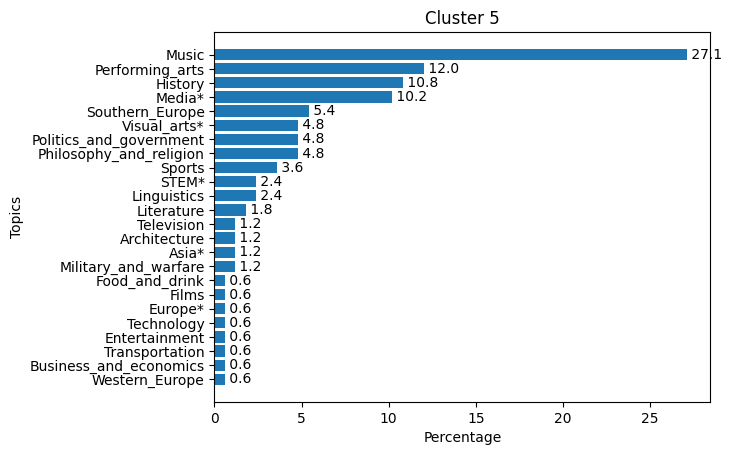 Cluster 5
Music 27.1
Performing_arts 12.0
History 10.8
Media* 10.2
Southern_Europe 5.4
Visual_arts* 4.8
Politics_and_government 4.8
Philosophy_and_religion 4.8
Sports 3.6
STEM* 2.4
Linguistics 2.4
Literature 1.8
Television 1.2
Architecture 1.2
Asia* 1.2
Military_and_warfare 1.2
Food_and_drink 0.6
Films 0.6
Europe* 0.6
Technology 0.6
Entertainment 0.6
Transportation 0.6
Business_and_economics 0.6
Western_Europe 0.6
Topics
0 5 10 15 20 25
Percentage